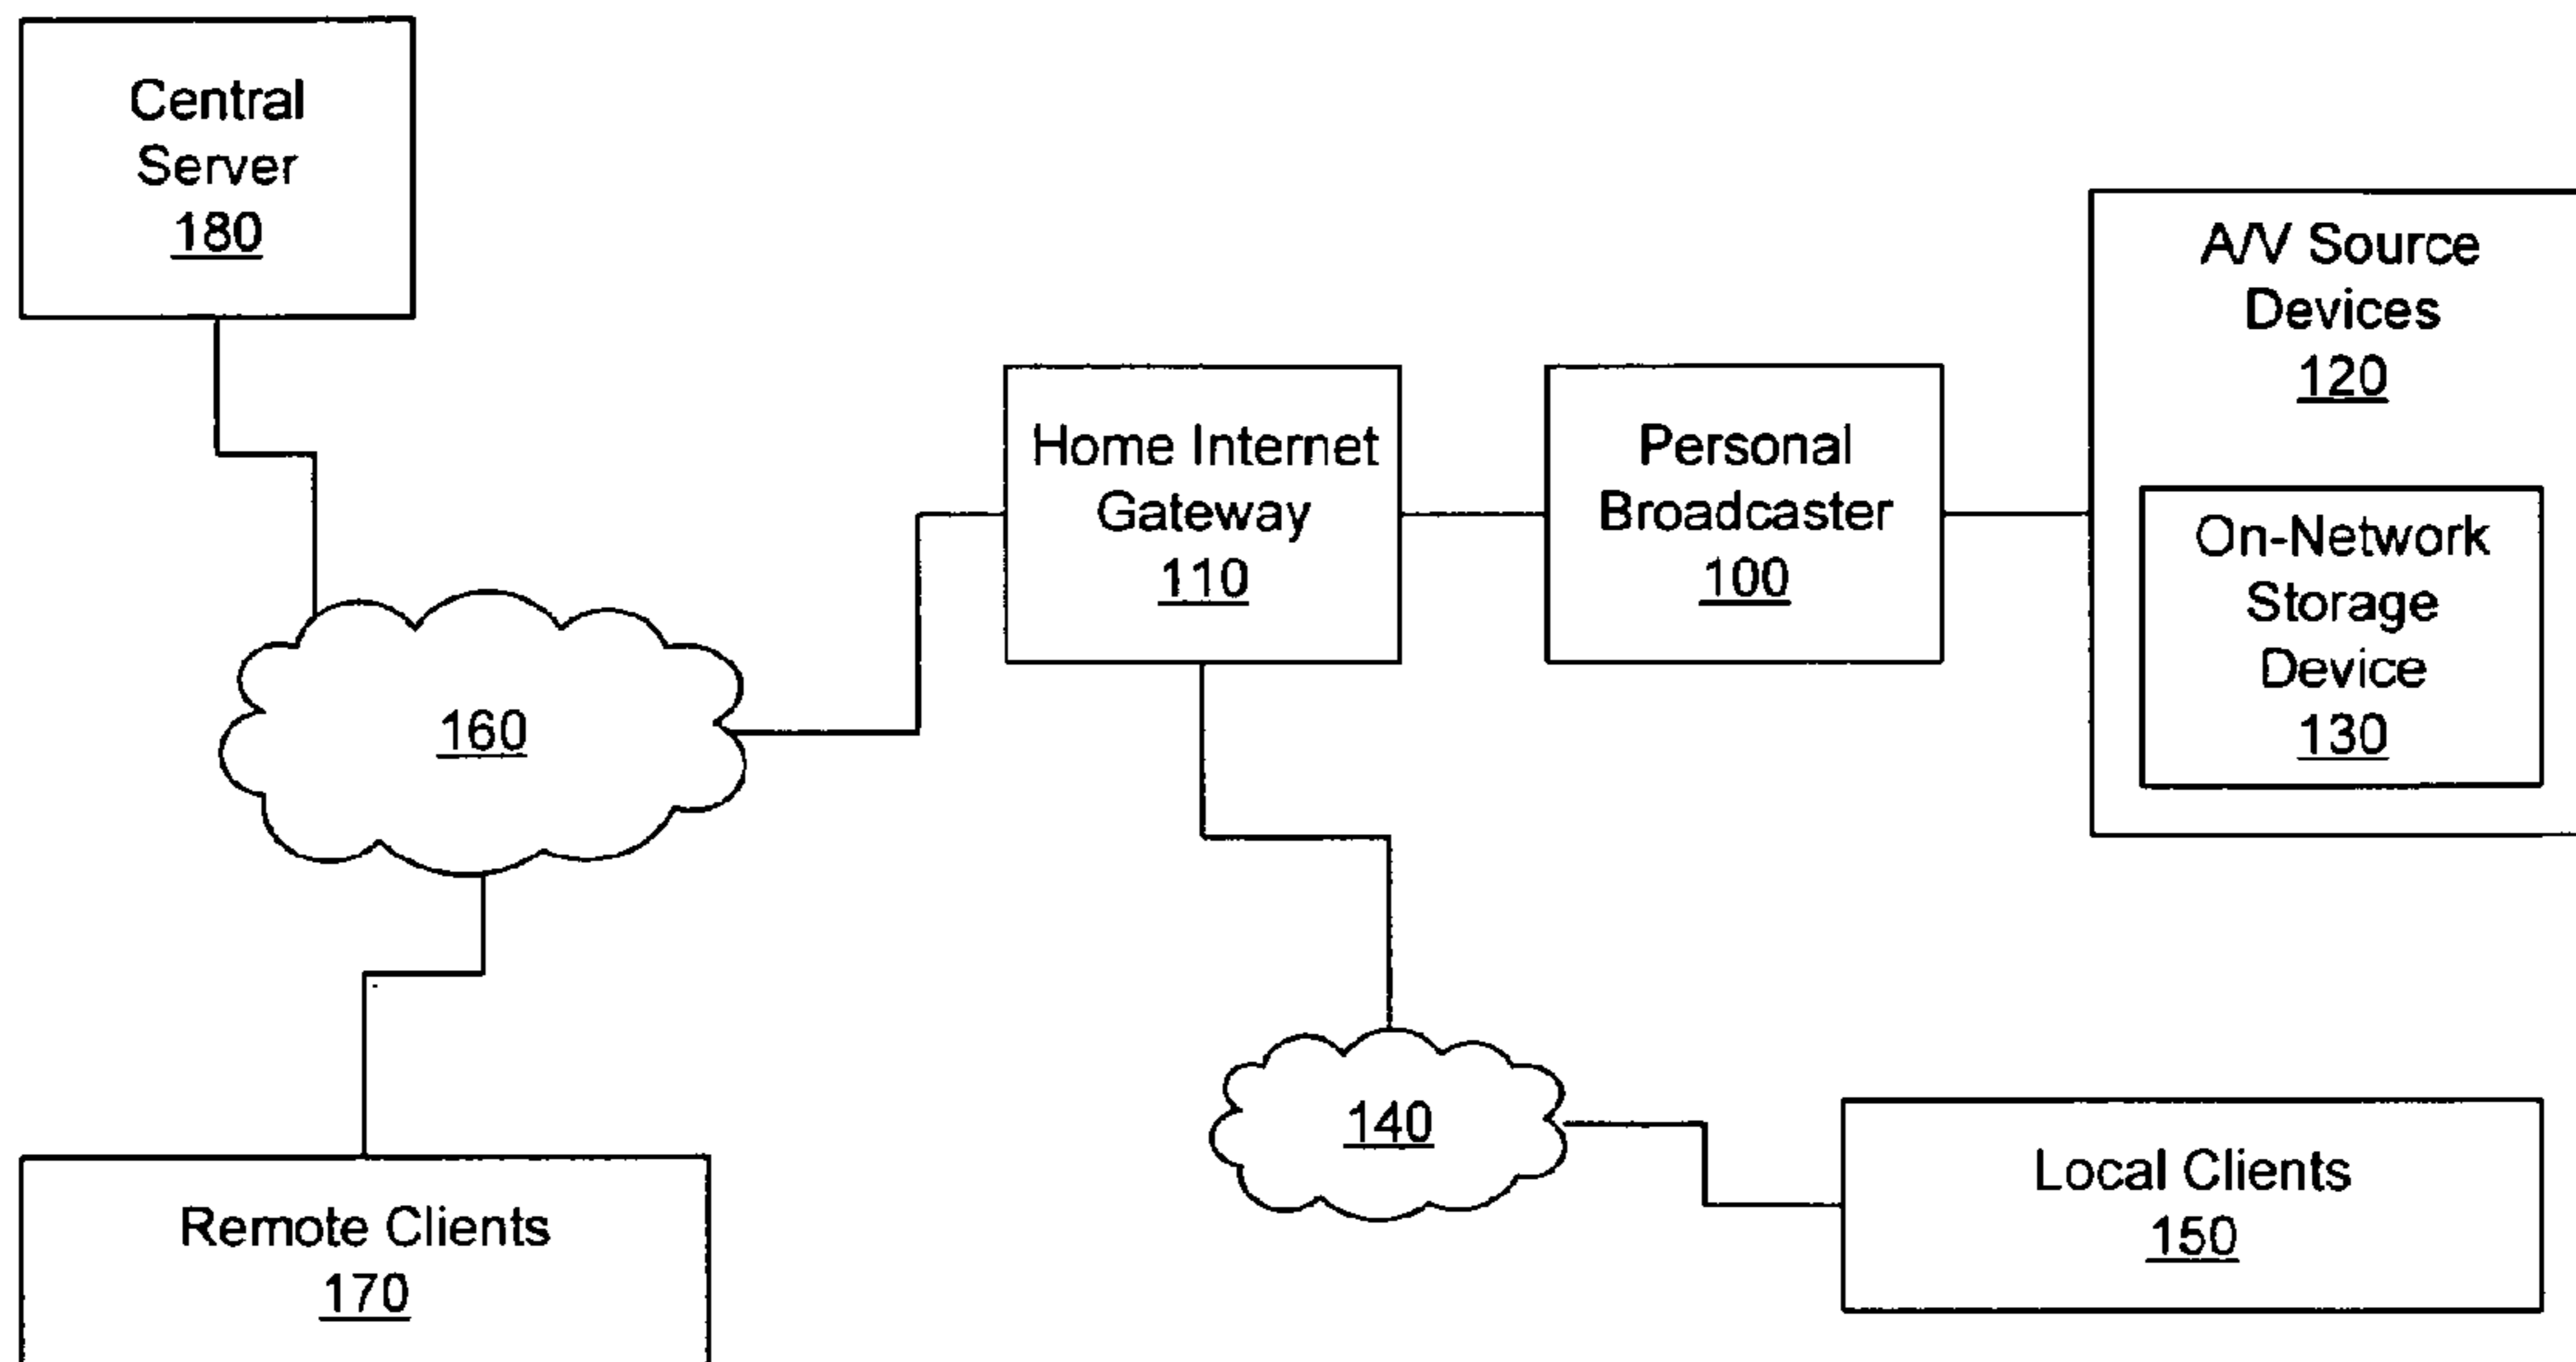 Central
Server
180
A/V Source
Devices
120
Home Internet
Gateway
110
Personal
Broadcaster
100
On-Network
Storage
Device
130
160
140
Local Clients
150
Remote Clients
170